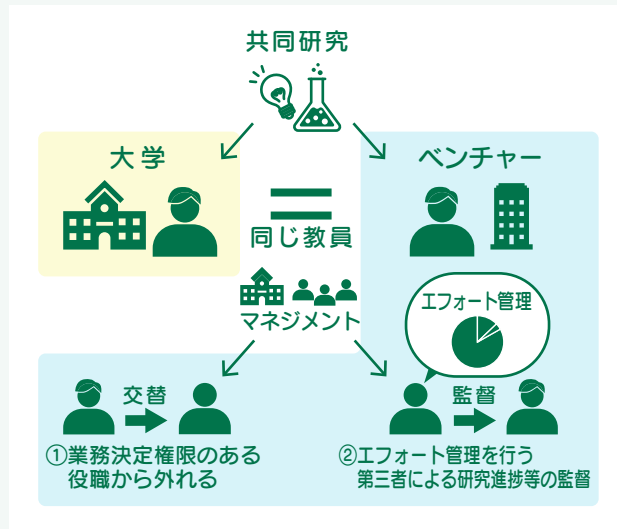 共同研究
大学
ベンチャー
同じ教員
マネジメント
エフォート管理
交替
監督
①業務決定権限のある
役職から外れる
②エフォート管理を行う
第三者による研究進捗等の監督